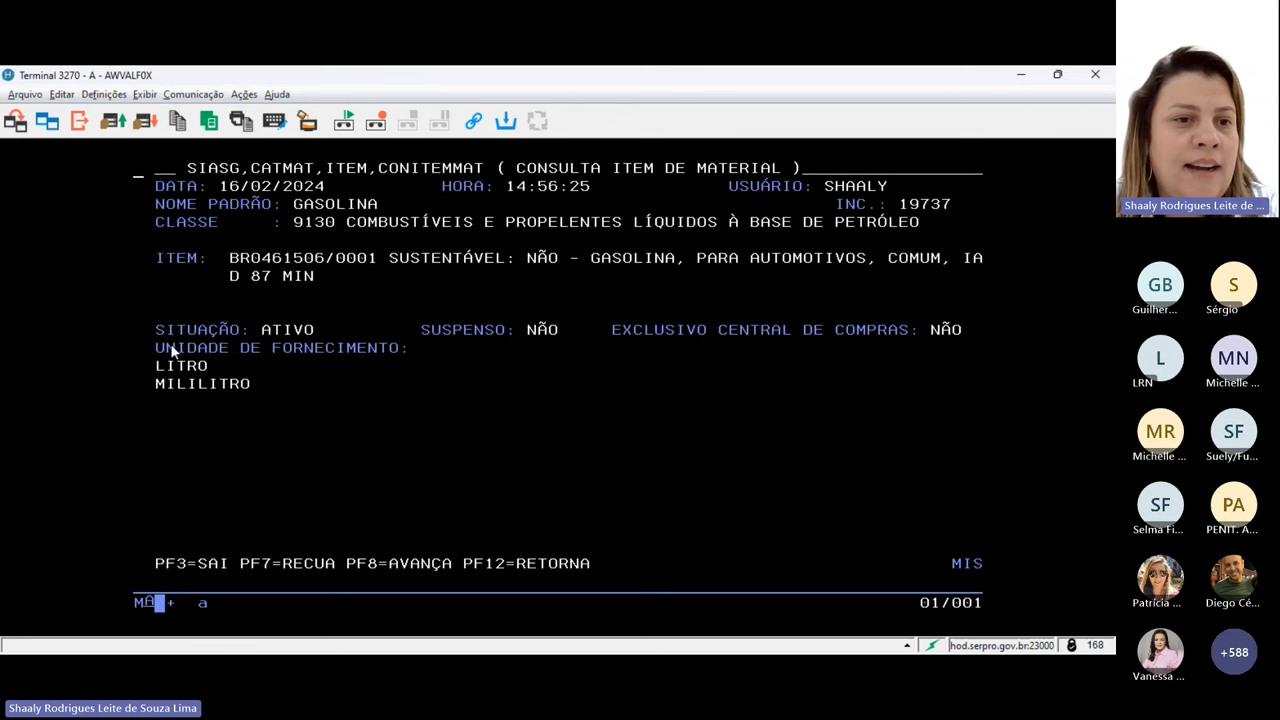 Terminal 3270 - A - AWVALF0X
Arquivo Editar Definições Exibir Comunicação Ações Ajuda
__ SIASG,CATMAT,ITEM,CONITEMMAT ( CONSULTA ITEM DE MATERIAL )_________________
DATA: 16/02/2024 HORA: 14:56:25 USUÁRIO: SHAALY
NOME PADRÃO: GASOLINA INC.: 19737
CLASSE : 9130 COMBUSTÍVEIS E PROPELENTES LÍQUIDOS À BASE DE PETRÓLEO
ITEM: BR0461506/0001 SUSTENTÁVEL: NÃO - GASOLINA, PARA AUTOMOTIVOS, COMUM, IA
D 87 MIN
SITUAÇÃO: ATIVO SUSPENSO: NÃO EXCLUSIVO CENTRAL DE COMPRAS: NÃO
UNIDADE DE FORNECIMENTO:
LITRO
MILILITRO
PF3=SAI PF7=RECUA PF8=AVANÇA PF12=RETORNA MIS
MA + a 01/001
hod.serpro.gov.br:23000 168
Shaaly Rodrigues Leite de Souza Lima
Shaaly Rodrigues Leite de ...
GB S
Guilher... Sérgio
L MN
LRN Michelle ...
MR SF
Michelle ... Suely/Fu...
SF PA
Selma Fi... PENIT. A...
Patrícia ... Diego Cé...
+588
Vanessa ...